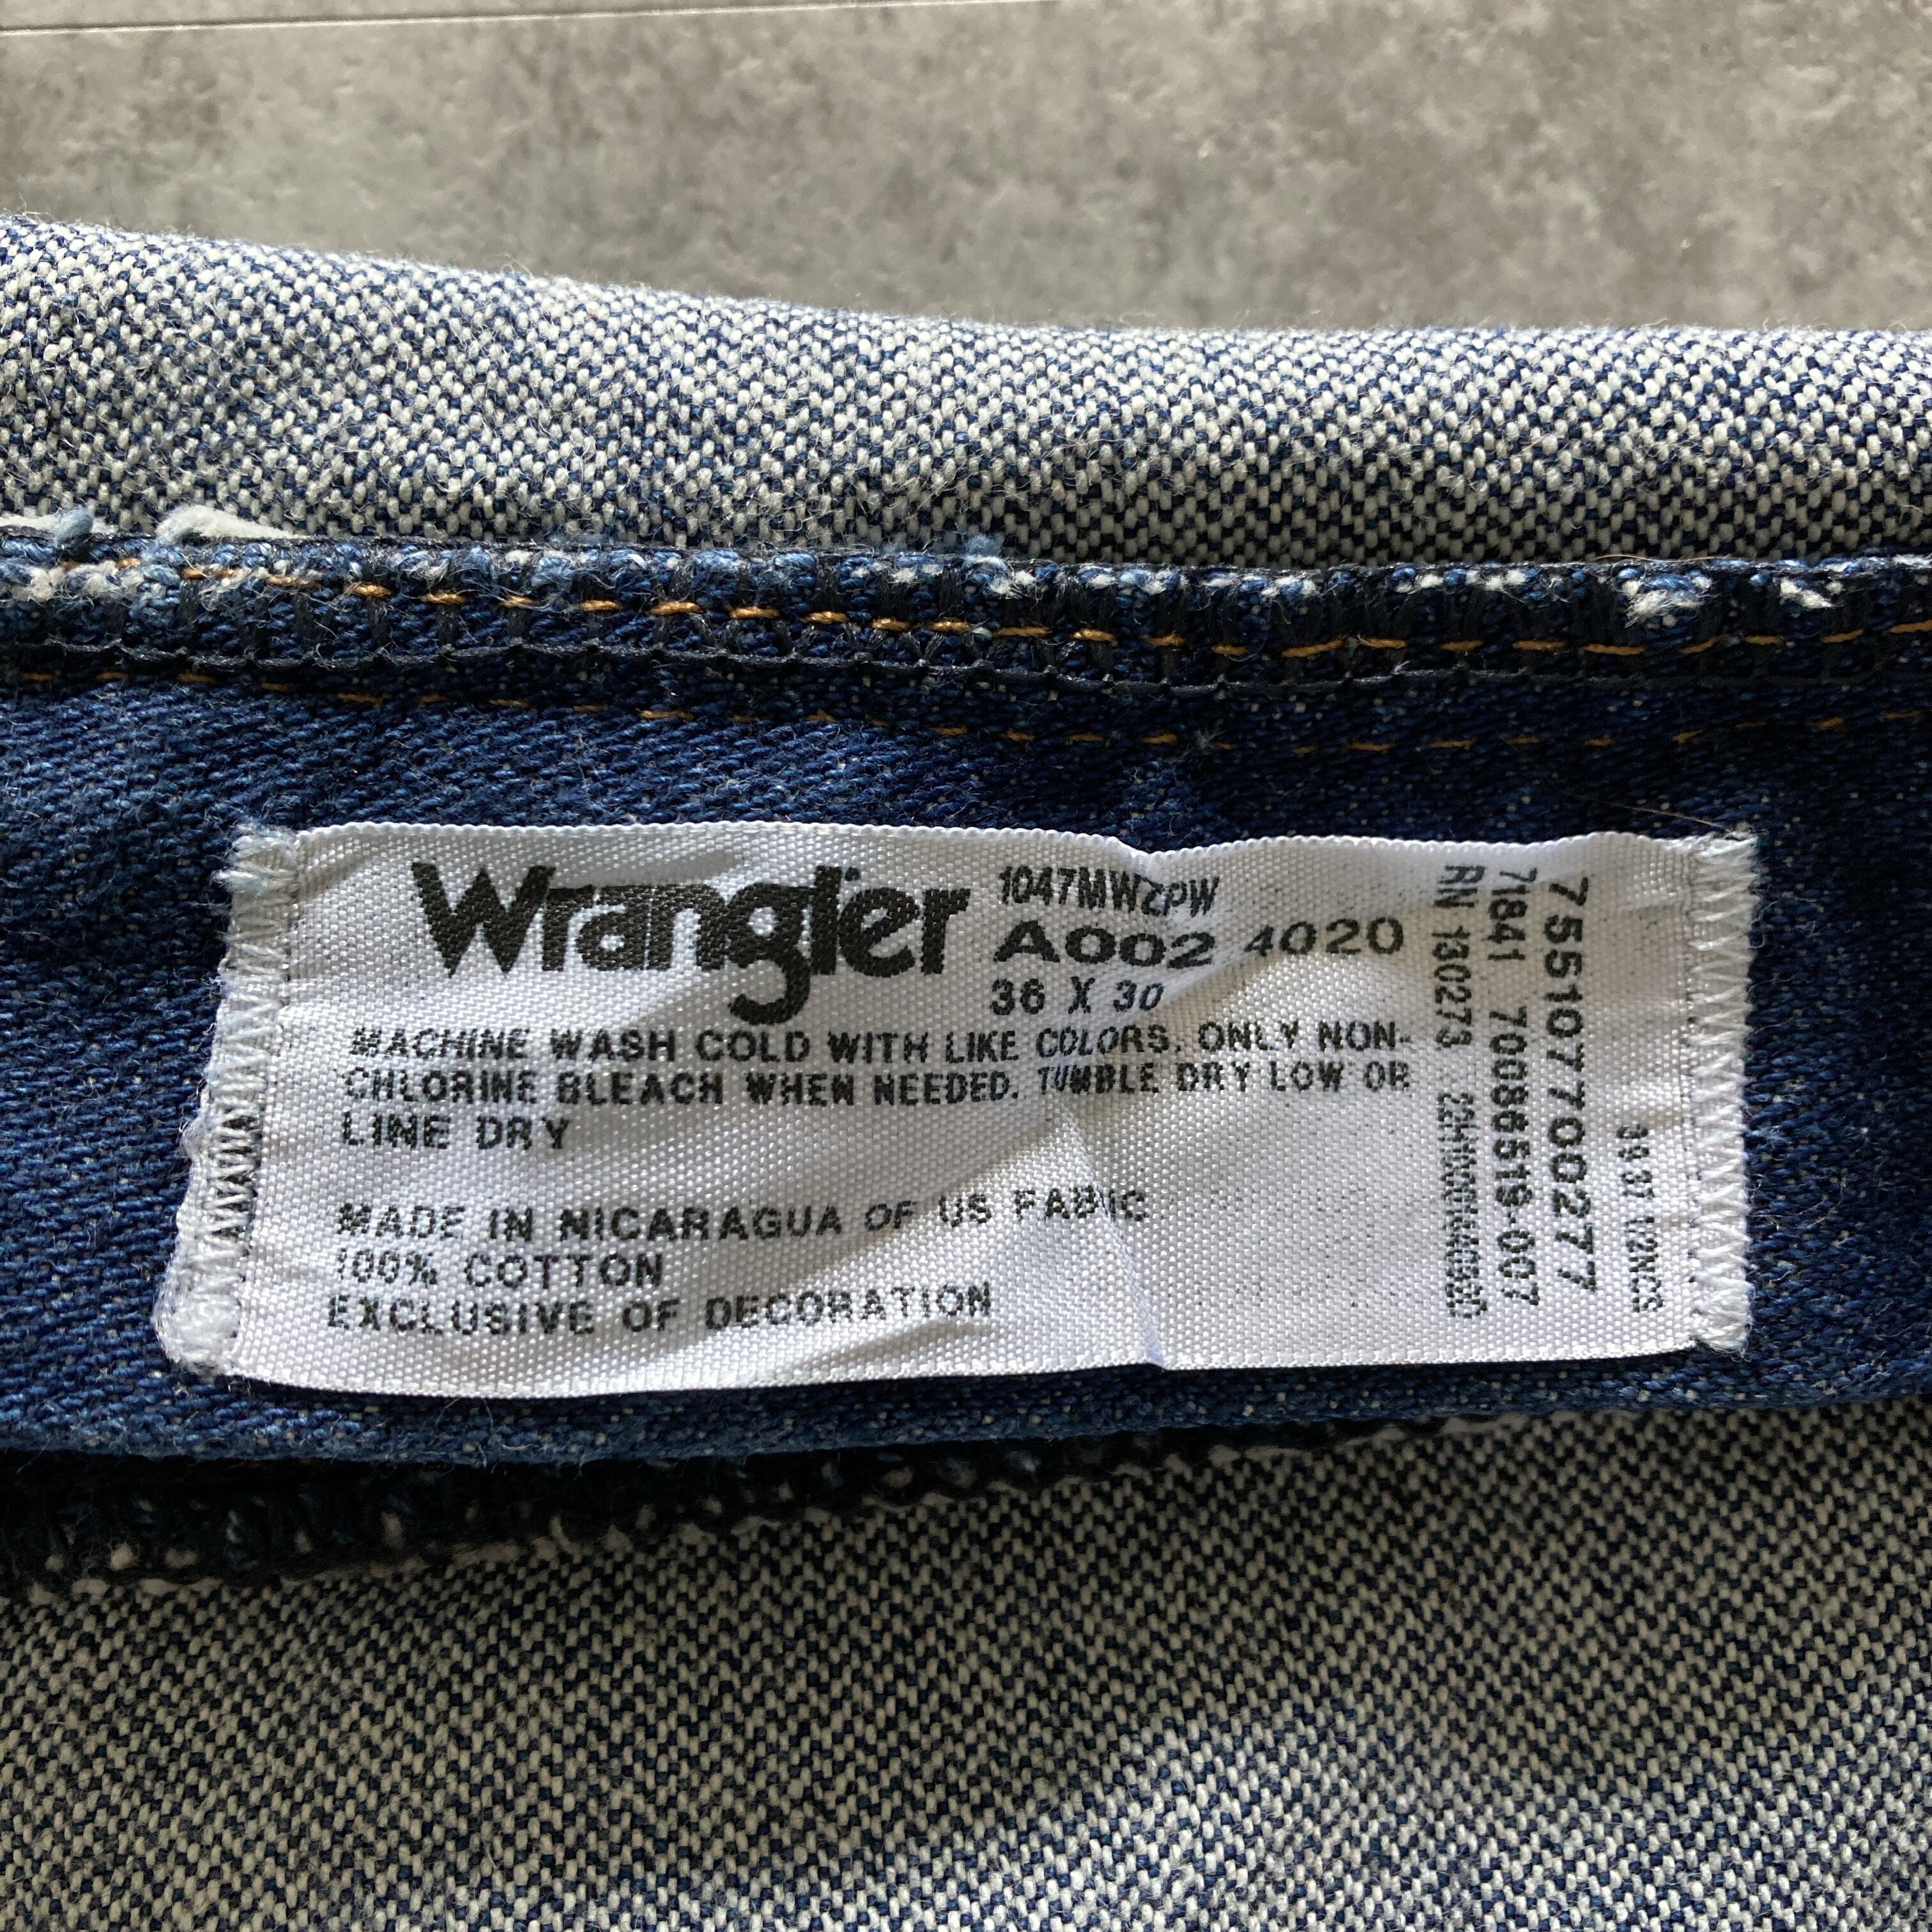 Wrangler
1047MWZPW
A002 4020
36 X 30
MACHINE WASH COLD WITH LIKE COLORS. ONLY NON-
CHLORINE BLEACH WHEN NEEDED. TUMBLE DRY LOW OR
LINE DRY
MADE IN NICARAGUA OF US FABRIC
100% COTTON
EXCLUSIVE OF DECORATION
755107700277
71841 70086519-007
RN 130273